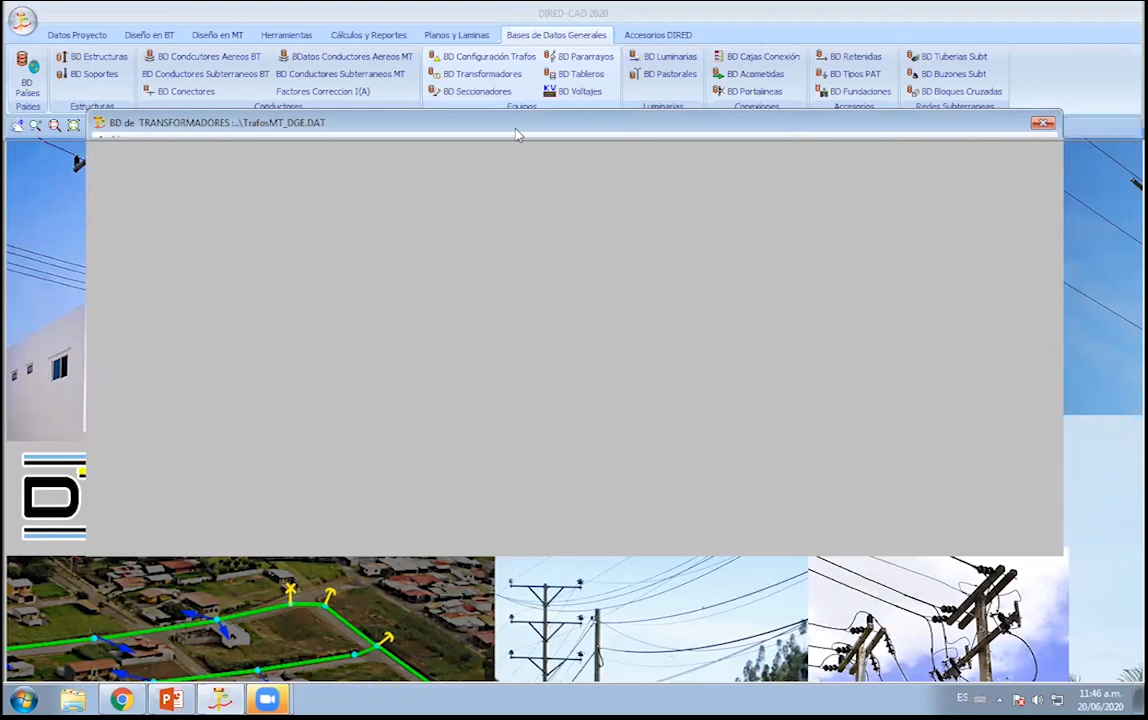 DIRED-CAD 2020
Datos Proyecto Diseño en BT Diseño en MT Herramientas Cálculos y Reportes Planos y Laminas Bases de Datos Generales Accesorios DIRED
BD Estructuras BD Condcutores Aereos BT BDatos Conductores Aereos MT BD Configuración Trafos BD Pararrayos BD Luminarias BD Cajas Conexión BD Retenidas BD Tuberias Subt
BD Países BD Soportes BD Conductores Subterraneos BT BD Conductores Subterraneos MT BD Transformadores BD Tableros BD Pastorales BD Acometidas BD Tipos PAT BD Buzones Subt
BD Conectores Factores Correccion 1(A) BD Seccionadores BD Voltajes BD Portalineas BD Fundaciones BD Bloques Cruzadas
Paises Estructuras Conductores Equipos Luminarias Conexiones Accesorios Redes Subterraneas
BD de TRANSFORMADORES :..\TrafosMT_DGE.DAT
D
ES 11:46 a.m.
20/06/2020